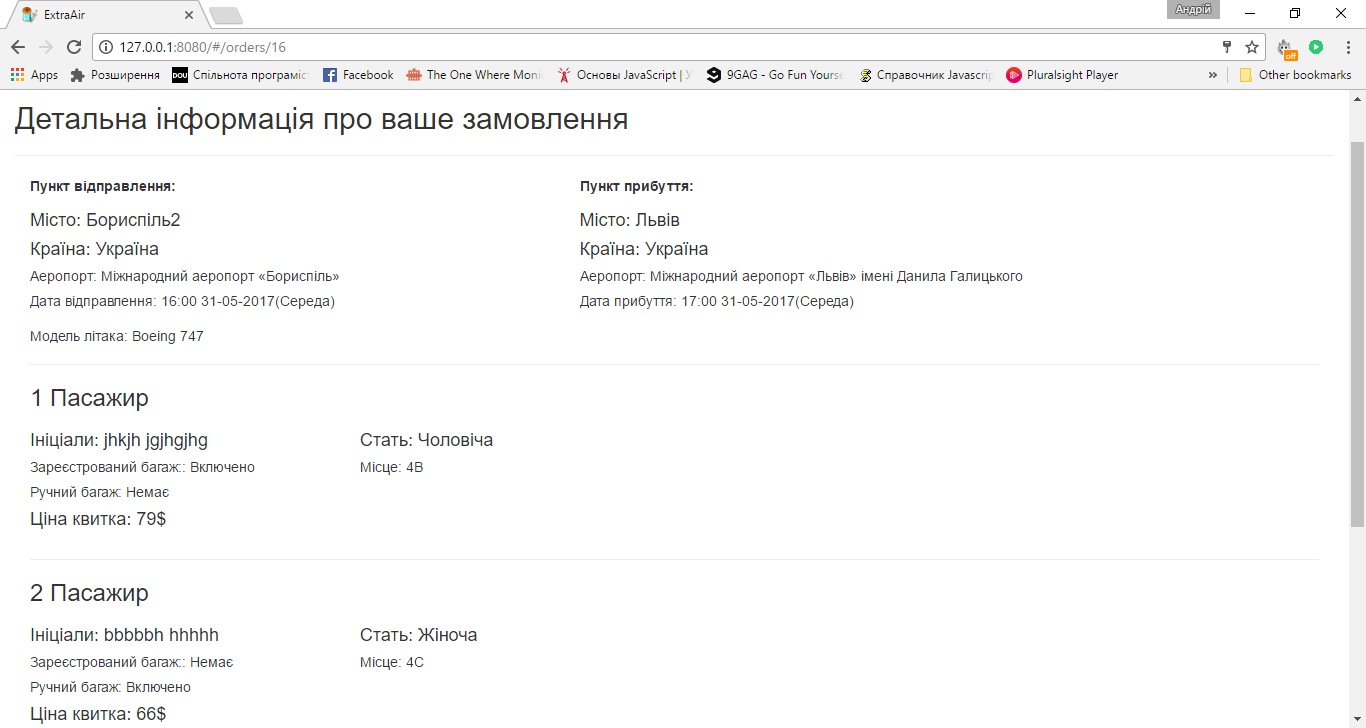 ExtraAir
Андрій
127.0.0.1:8080/#/orders/16
off
Apps
Розширення
DOU Спільнота програміст
Facebook
The One Where Moni
Основы JavaScript | У
9GAG - Go Fun Yourse
Справочник Javascrip
Pluralsight Player
»
Other bookmarks
Детальна інформація про ваше замовлення
Пункт відправлення:
Пункт прибуття:
Місто: Бориспіль2
Місто: Львів
Країна: Україна
Країна: Україна
Аеропорт: Міжнародний аеропорт «Бориспіль»
Аеропорт: Міжнародний аеропорт «Львів» імені Данила Галицького
Дата відправлення: 16:00 31-05-2017(Середа)
Дата прибуття: 17:00 31-05-2017(Середа)
Модель літака: Boeing 747
1 Пасажир
Ініціали: jhkjh jgjhgjhg
Стать: Чоловіча
Зареєстрований багаж:: Включено
Місце: 4B
Ручний багаж: Немає
Ціна квитка: 79$
2 Пасажир
Ініціали: bbbbbh hhhhh
Стать: Жіноча
Зареєстрований багаж:: Немає
Місце: 4C
Ручний багаж: Включено
Ціна квитка: 66$